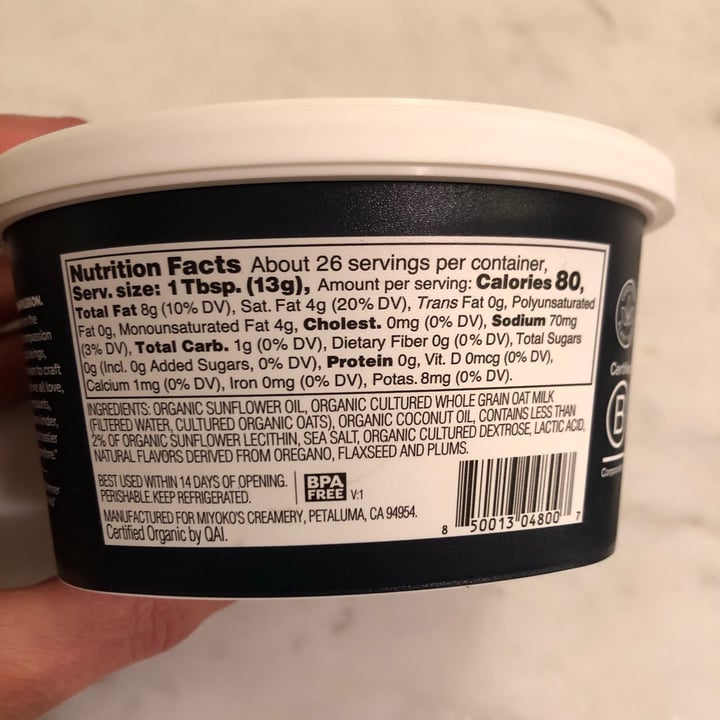 Nutrition Facts About 26 servings per container,
Serv. size: 1 Tbsp. (13g), Amount per serving: Calories 80,
Total Fat 8g (10% DV), Sat. Fat 4g (20% DV), Trans Fat 0g, Polyunsaturated
Fat 0g, Monounsaturated Fat 4g, Cholest. 0mg (0% DV), Sodium 70mg
(3% DV), Total Carb. 1g (0% DV), Dietary Fiber 0g (0% DV), Total Sugars
0g (Incl. 0g Added Sugars, 0% DV), Protein 0g, Vit. D 0mcg (0% DV),
Calcium 1mg (0% DV), Iron 0mg (0% DV), Potas. 8mg (0% DV).
INGREDIENTS: ORGANIC SUNFLOWER OIL, ORGANIC CULTURED WHOLE GRAIN OAT MILK
(FILTERED WATER, CULTURED ORGANIC OATS), ORGANIC COCONUT OIL, CONTAINS LESS THAN
2% OF ORGANIC SUNFLOWER LECITHIN, SEA SALT, ORGANIC CULTURED DEXTROSE, LACTIC ACID,
NATURAL FLAVORS DERIVED FROM OREGANO, FLAXSEED AND PLUMS.
BEST USED WITHIN 14 DAYS OF OPENING.
PERISHABLE. KEEP REFRIGERATED.
BPA
FREE V:1
MANUFACTURED FOR MIYOKO'S CREAMERY, PETALUMA, CA 94954.
Certified Organic by QAI.
8 50013 04800 7
Certifie
B